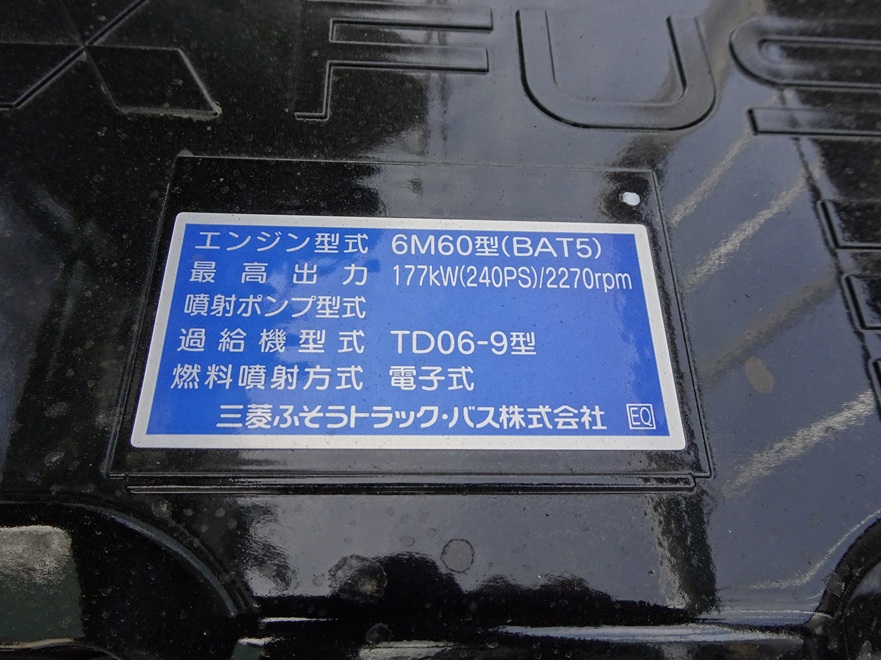 FUS
エンジン型式 6M60型(BAT5)
最高出力 177kW(240PS)/2270rpm
噴射ポンプ型式
過給機型式 TD06-9型
燃料噴射方式 電子式
三菱ふそうトラック・バス株式会社 EQ